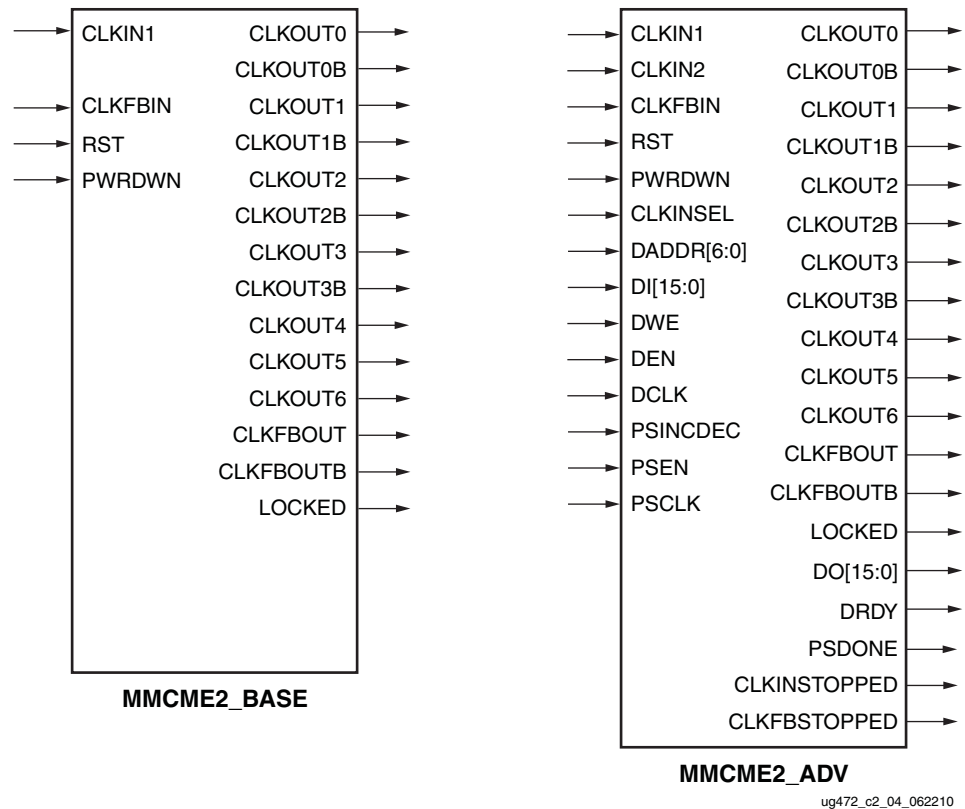 CLKIN1
CLKFBIN
RST
PWRDWN
CLKOUT0
CLKOUT0B
CLKOUT1
CLKOUT1B
CLKOUT2
CLKOUT2B
CLKOUT3
CLKOUT3B
CLKOUT4
CLKOUT5
CLKOUT6
CLKFBOUT
CLKFBOUTB
LOCKED
MMCME2_BASE
CLKIN1
CLKIN2
CLKFBIN
RST
PWRDWN
CLKINSEL
DADDR[6:0]
DI[15:0]
DWE
DEN
DCLK
PSINCDEC
PSEN
PSCLK
CLKOUT0
CLKOUT0B
CLKOUT1
CLKOUT1B
CLKOUT2
CLKOUT2B
CLKOUT3
CLKOUT3B
CLKOUT4
CLKOUT5
CLKOUT6
CLKFBOUT
CLKFBOUTB
LOCKED
DO[15:0]
DRDY
PSDONE
CLKINSTOPPED
CLKFBSTOPPED
MMCME2_ADV
ug472_c2_04_062210